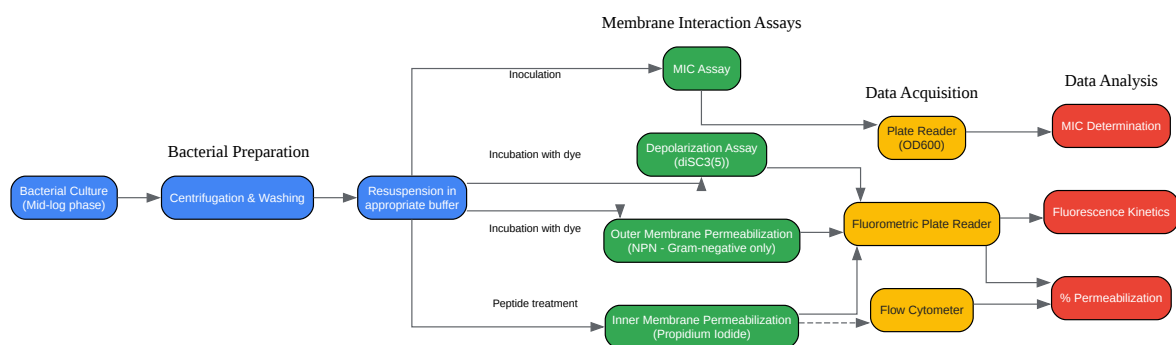 Membrane Interaction Assays
Inoculation
MIC Assay
Data Acquisition
Data Analysis
Plate Reader
(OD600)
MIC Determination
Bacterial Preparation
Incubation with dye
Depolarization Assay
(diSC3(5))
Bacterial Culture
(Mid-log phase)
Centrifugation & Washing
Resuspension in
appropriate buffer
Incubation with dye
Outer Membrane Permeabilization
(NPN - Gram-negative only)
Fluorometric Plate Reader
Fluorescence Kinetics
Peptide treatment
Inner Membrane Permeabilization
(Propidium Iodide)
Flow Cytometer
% Permeabilization